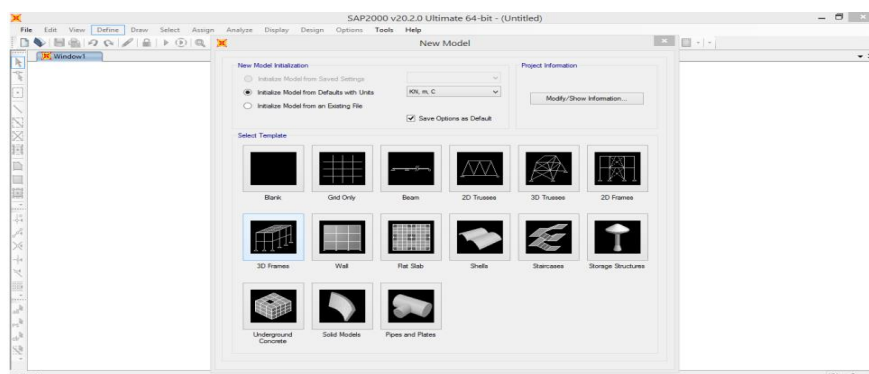 SAP2000 v20.2.0 Ultimate 64-bit - (Untitled)
File Edit View Define Draw Select Assign Analyze Display Design Options Tools Help
New Model
Window1
New Model Initialization
Project Information
Initialize Model from Saved Settings
Initialize Model from Defaults with Units
KN, m, C
Modify/Show Information...
Initialize Model from an Existing File
Save Options as Default
Select Template
Blank
Grid Only
Beam
2D Trusses
3D Trusses
2D Frames
3D Frames
Wall
Flat Slab
Shells
Staircases
Storage Structures
Underground
Concrete
Solid Models
Pipes and Plates